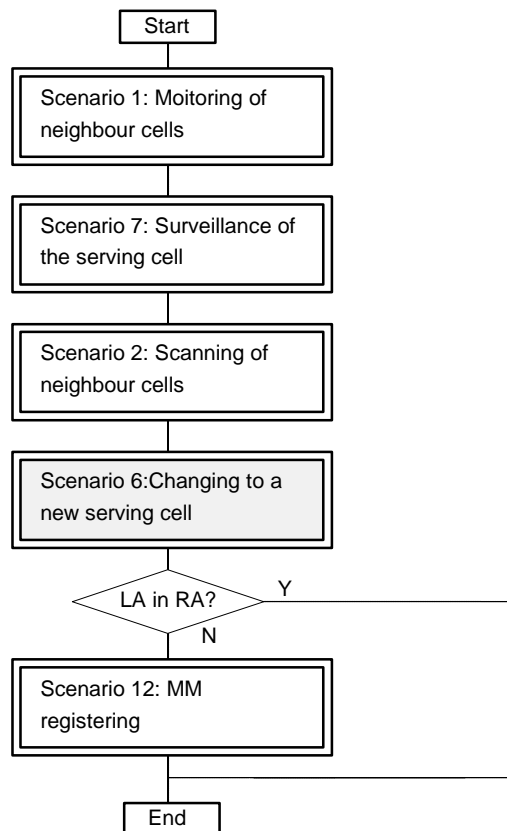 Start
Scenario 1: Moitoring of
neighbour cells
Scenario 7: Surveillance of
the serving cell
Scenario 2: Scanning of
neighbour cells
Scenario 6:Changing to a
new serving cell
LA in RA?
Y
N
Scenario 12: MM
registering
End